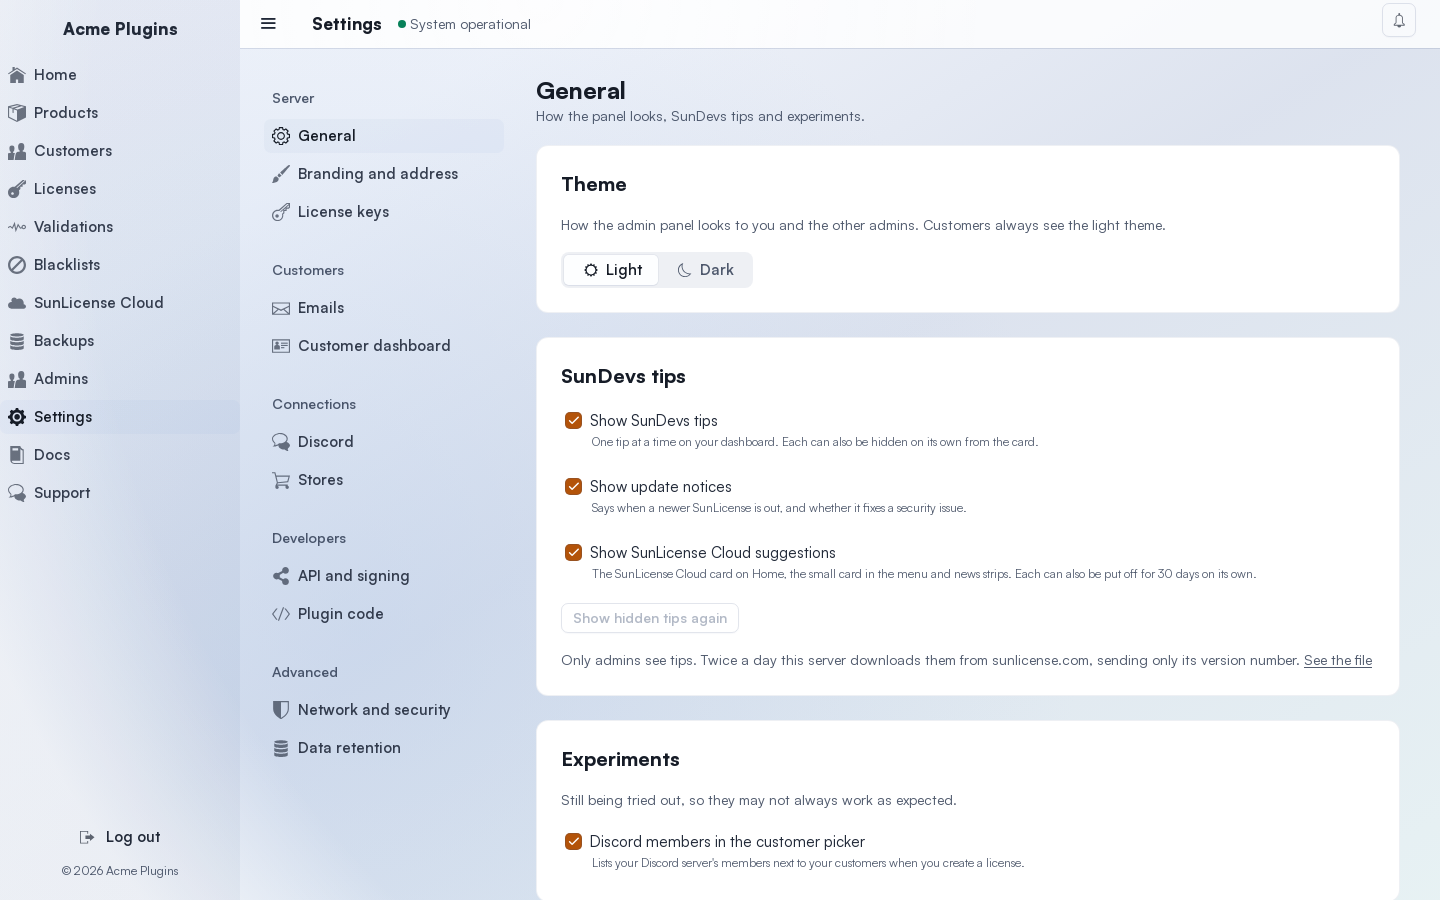 Acme Plugins
Home
Products
Customers
Licenses
Validations
Blacklists
SunLicense Cloud
Backups
Admins
Settings
Docs
Support
Log out
© 2026 Acme Plugins
Settings
System operational
Server
General
Branding and address
License keys
Customers
Emails
Customer dashboard
Connections
Discord
Stores
Developers
API and signing
Plugin code
Advanced
Network and security
Data retention
General
How the panel looks, SunDevs tips and experiments.
Theme
How the admin panel looks to you and the other admins. Customers always see the light theme.
Light
Dark
SunDevs tips
Show SunDevs tips
One tip at a time on your dashboard. Each can also be hidden on its own from the card.
Show update notices
Says when a newer SunLicense is out, and whether it fixes a security issue.
Show SunLicense Cloud suggestions
The SunLicense Cloud card on Home, the small card in the menu and news strips. Each can also be put off for 30 days on its own.
Show hidden tips again
Only admins see tips. Twice a day this server downloads them from sunlicense.com, sending only its version number. See the file
Experiments
Still being tried out, so they may not always work as expected.
Discord members in the customer picker
Lists your Discord server's members next to your customers when you create a license.